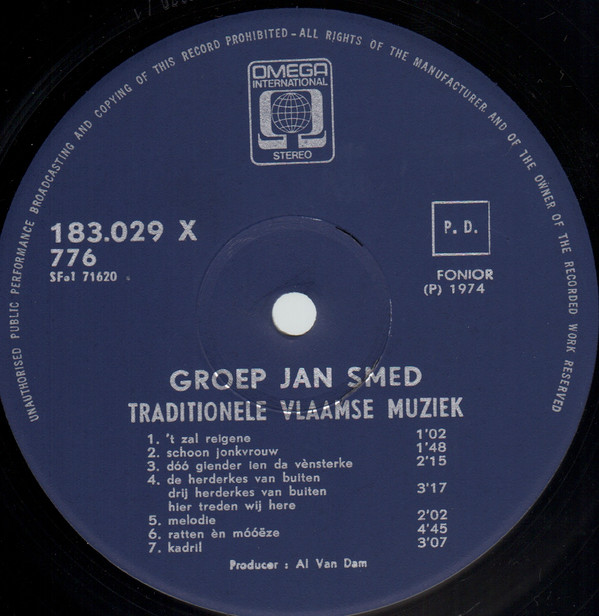 UNAUTHORISED PUBLIC PERFORMANCE BROADCASTING AND COPYING OF THIS RECORD PROHIBITED - ALL RIGHTS OF THE MANUFACTURER AND OF THE OWNER OF THE RECORDED WORK RESERVED
OMEGA
INTERNATIONAL
STEREO
183.029 X
776
SFal 71620
P. D.
FONIOR
(P) 1974
GROEP JAN SMED
TRADITIONELE VLAAMSE MUZIEK
1. 't zal reigene 1'02
2. schoon jonkvrouw 1'48
3. dóó giender ien da vènsterke 2'15
4. de herderkes van buiten
drij herderkes van buiten 3'17
hier treden wij here
5. melodie 2'02
6. ratten èn móóëze 4'45
7. kadril 3'07
Producer : Al Van Dam